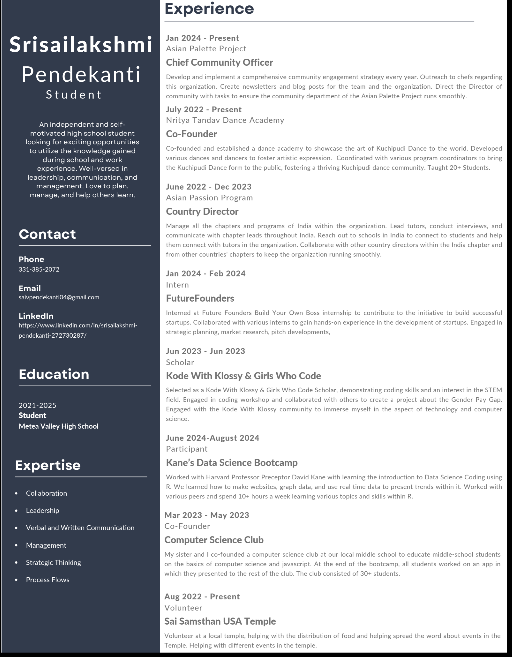 Srisailakshmi
Pendekanti
Student
An independent and self-
motivated high school student
looking for exciting opportunities
to utilize the knowledge gained
during school and work
experience. Well-versed in
leadership, communication, and
management. Love to plan,
manage, and help others learn.
Contact
Phone
331-385-2072
Email
saivpendekanti04@gmail.com
LinkedIn
https://www.linkedin.com/in/srisailakshmi-
pendekanti-272730287/
Education
2021-2025
Student
Metea Valley High School
Expertise
• Collaboration
• Leadership
• Verbal and Written Communication
• Management
• Strategic Thinking
• Process Flows
Experience
Jan 2024 - Present
Asian Palette Project
Chief Community Officer
Develop and implement a comprehensive community engagement strategy every year. Outreach to chefs regarding
this organization. Create newsletters and blog posts for the team and the organization. Direct the Director of
community with tasks to ensure the community department of the Asian Palette Project runs smoothly.
July 2022 - Present
Nritya Tandav Dance Academy
Co-Founder
Co-founded and established a dance academy to showcase the art of Kuchipudi Dance to the world. Developed
various dances and dancers to foster artistic expression. Coordinated with various program coordinators to bring
the Kuchipudi Dance form to the public, fostering a thriving Kuchipudi dance community. Taught 20+ Students.
June 2022 - Dec 2023
Asian Passion Program
Country Director
Manage all the chapters and programs of India within the organization. Lead tutors, conduct interviews, and
communicate with chapter leads throughout India. Reach out to schools in India to connect to students and help
them connect with tutors in the organization. Collaborate with other country directors within the India chapter and
from other countries' chapters to keep the organization running smoothly.
Jan 2024 - Feb 2024
Intern
FutureFounders
Interned at Future Founders Build Your Own Boss internship to contribute to the initiative to build successful
startups. Collaborated with various interns to gain hands-on experience in the development of startups. Engaged in
strategic planning, market research, pitch developments,
Jun 2023 - Jun 2023
Scholar
Kode With Klossy & Girls Who Code
Selected as a Kode With Klossy & Girls Who Code Scholar, demonstrating coding skills and an interest in the STEM
field. Engaged in coding workshop and collaborated with others to create a project about the Gender Pay Gap.
Engaged with the Kode With Klossy community to immerse myself in the aspect of technology and computer
science.
June 2024-August 2024
Participant
Kane's Data Science Bootcamp
Worked with Harvard Professor Preceptor David Kane with learning the introduction to Data Science Coding using
R. We learned how to make websites, graph data, and use real time data to present trends within it. Worked with
various peers and spend 10+ hours a week learning various topics and skills within R.
Mar 2023 - May 2023
Co-Founder
Computer Science Club
My sister and I co-founded a computer science club at our local middle school to educate middle-school students
on the basics of computer science and javascript. At the end of the bootcamp, all students worked on an app in
which they presented to the rest of the club. The club consisted of 30+ students.
Aug 2022 - Present
Volunteer
Sai Samsthan USA Temple
Volunteer at a local temple, helping with the distribution of food and helping spread the word about events in the
Temple. Helping with different events in the temple.